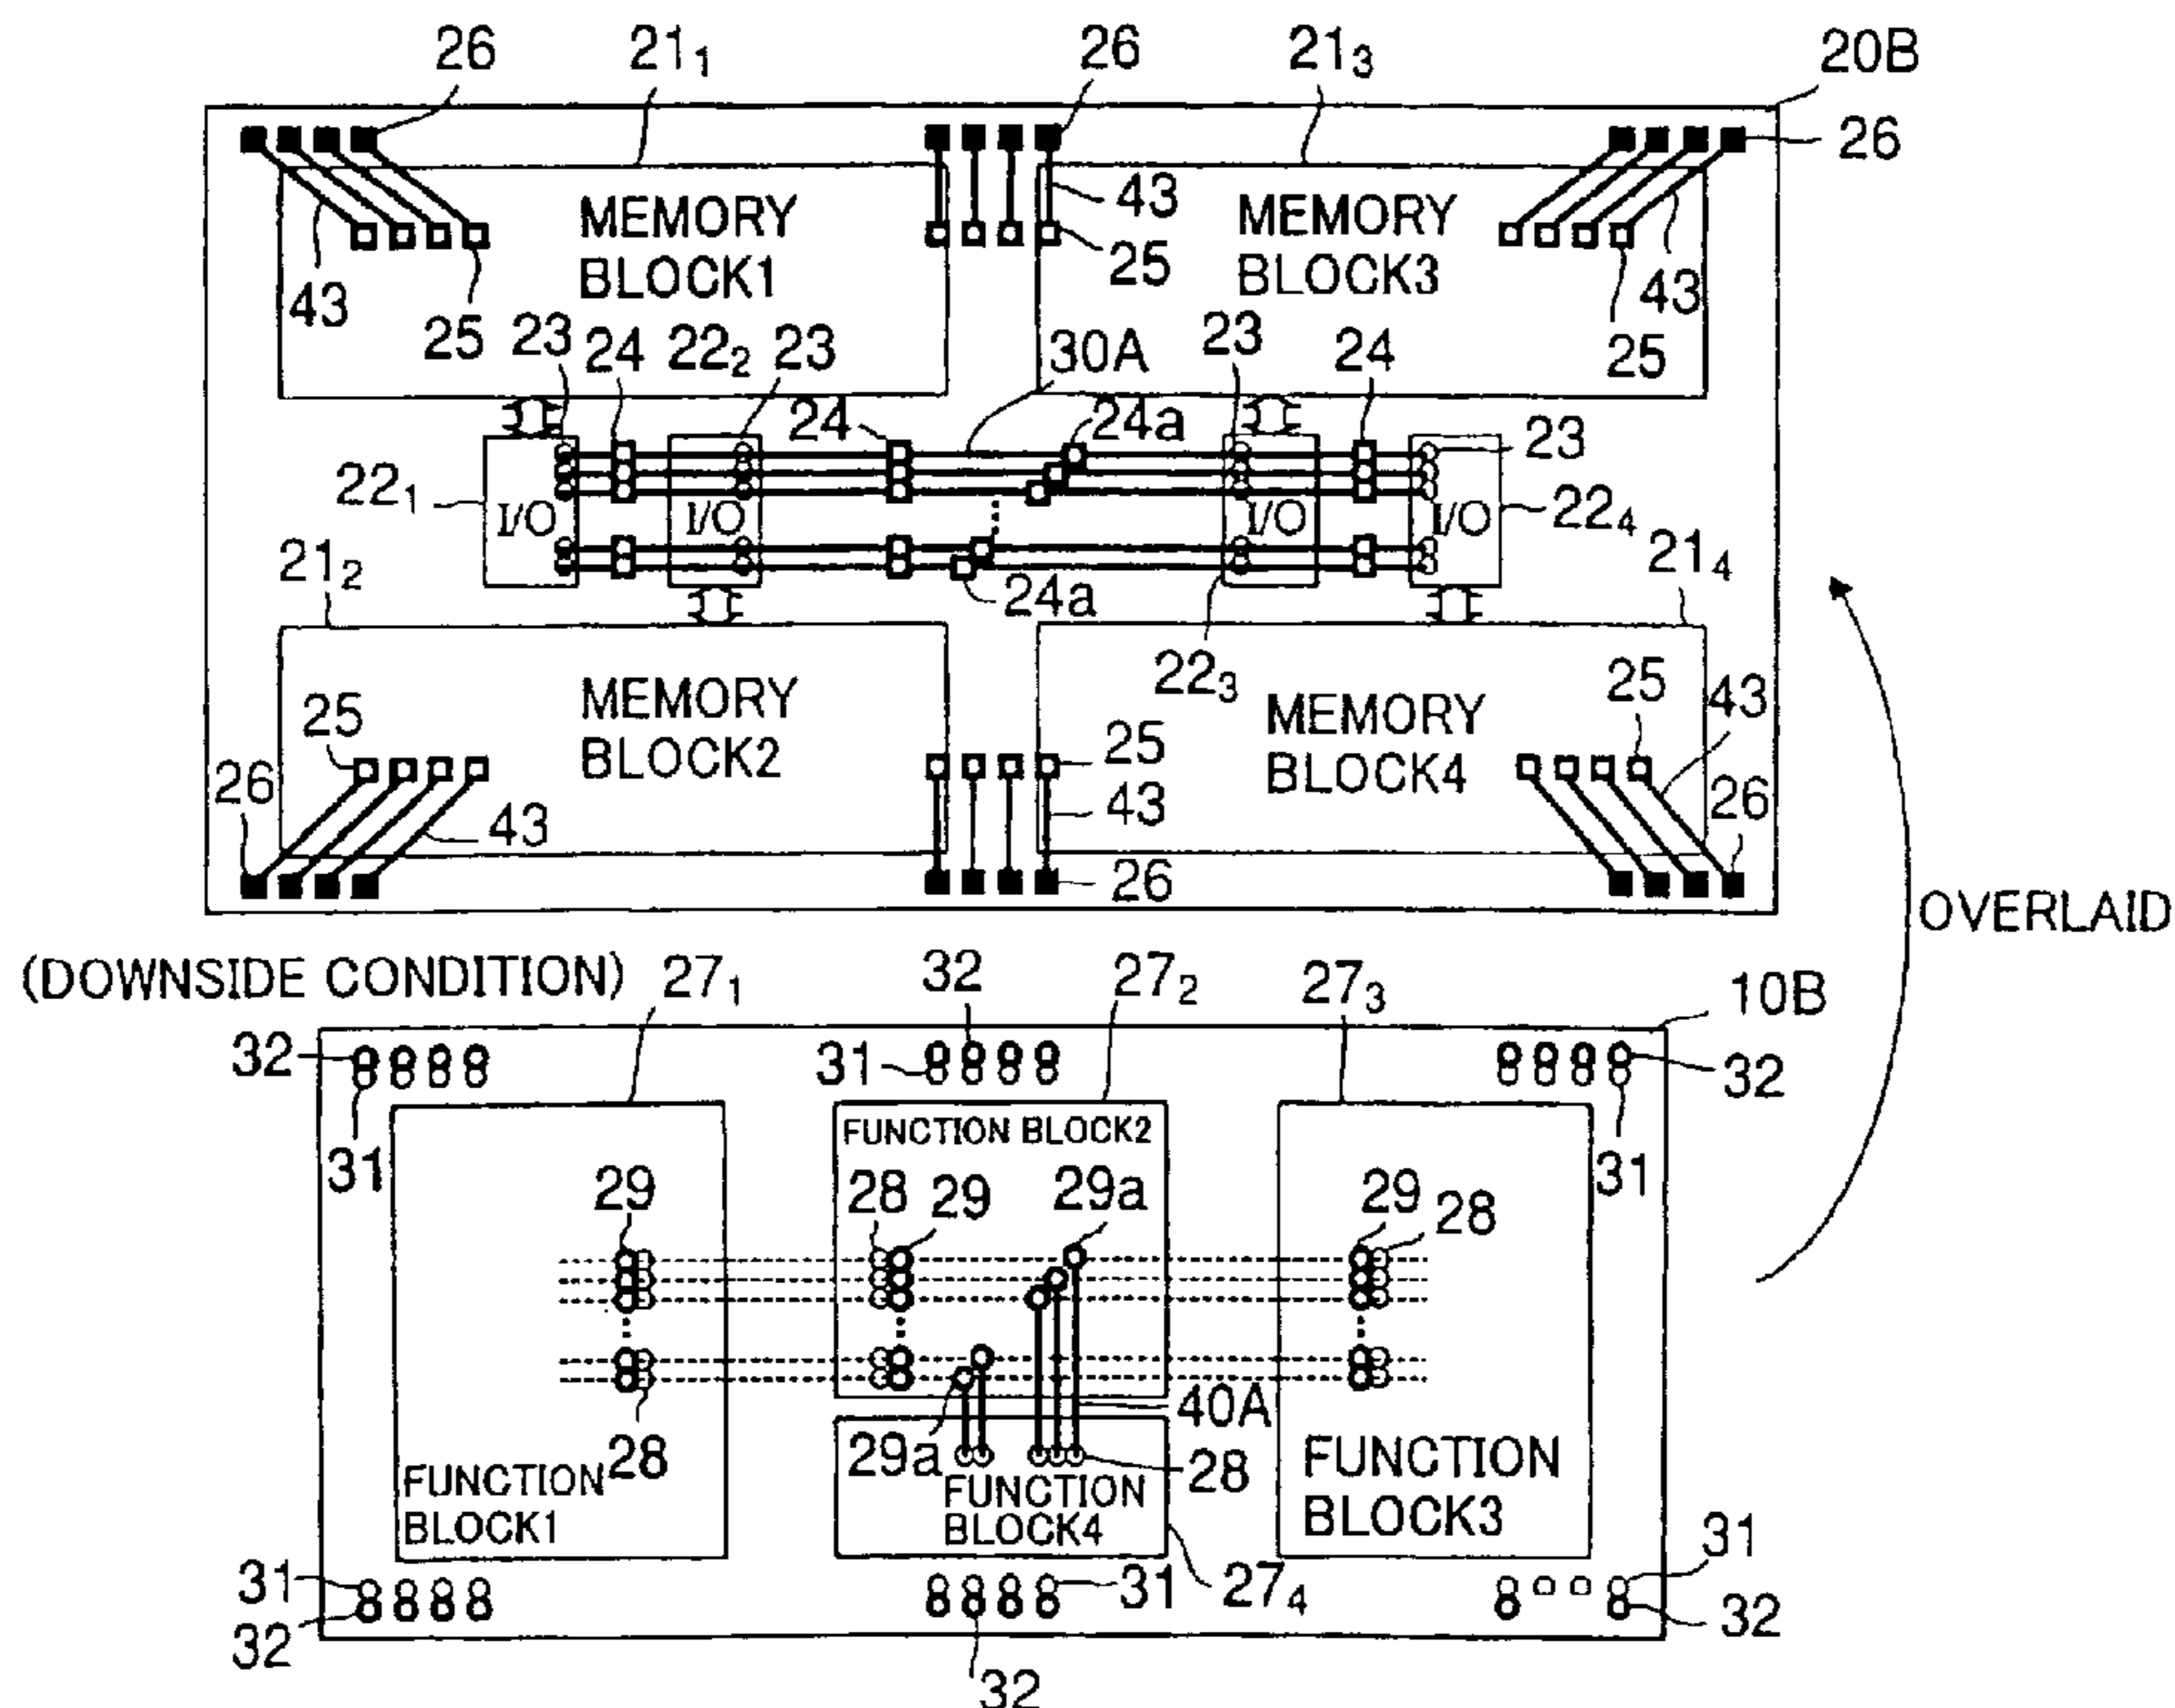 26 21₁ 26 21₃ 20B
26
MEMORY
BLOCK1
43
MEMORY
BLOCK3
43 25 25 43
25 23 24 22₂ 23 30A 23 24 25
24 24a 23
22₁ I/O I/O I/O I/O 22₄
21₂ 24a 21₄
22₃
25 MEMORY
BLOCK2
25 MEMORY
BLOCK4
25 43
26 43 43 26
26
OVERLAID
(DOWNSIDE CONDITION) 27₁ 32 27₂ 27₃ 10B
32 31 32
31 FUNCTION BLOCK2 31
29 28 29 29a 29 28
40A
28 29a 28
FUNCTION
BLOCK1
FUNCTION
BLOCK4
FUNCTION
BLOCK3
31 31 27₄ 31
32 32 32